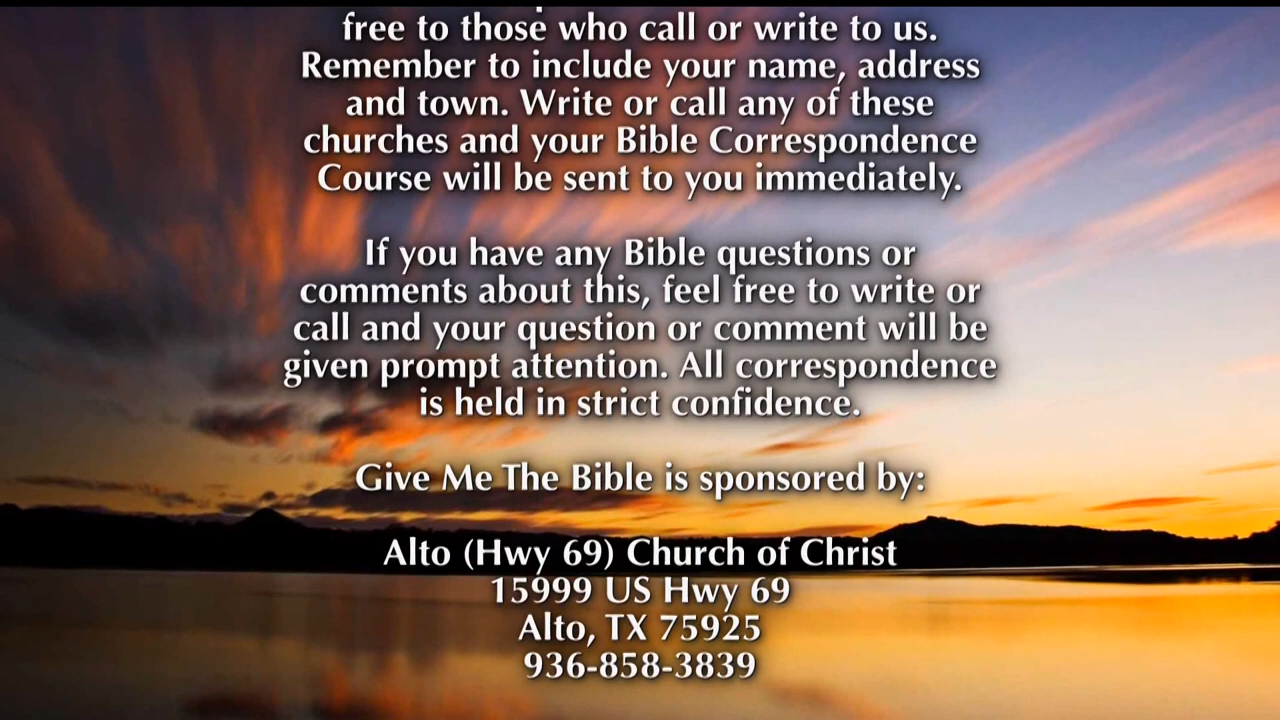 free to those who call or write to us.
Remember to include your name, address
and town. Write or call any of these
churches and your Bible Correspondence
Course will be sent to you immediately.
If you have any Bible questions or
comments about this, feel free to write or
call and your question or comment will be
given prompt attention. All correspondence
is held in strict confidence.
Give Me The Bible is sponsored by:
Alto (Hwy 69) Church of Christ
15999 US Hwy 69
Alto, TX 75925
936-858-3839